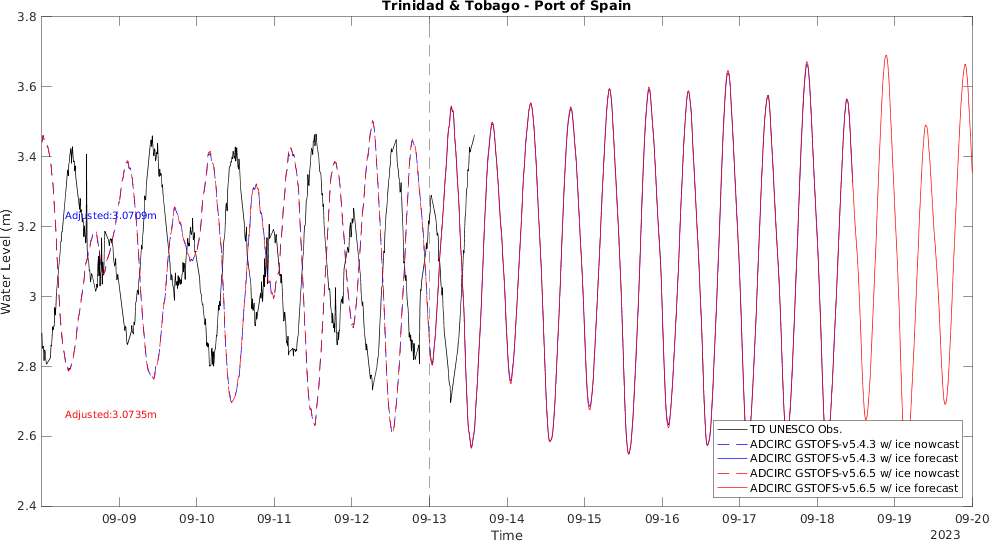 Trinidad & Tobago - Port of Spain
3.8
3.6
3.4
3.2
3
2.8
2.6
2.4
Water Level (m)
Adjusted:3.0709m
Adjusted:3.0735m
TD UNESCO Obs.
ADCIRC GSTOFS-v5.4.3 w/ ice nowcast
ADCIRC GSTOFS-v5.4.3 w/ ice forecast
ADCIRC GSTOFS-v5.6.5 w/ ice nowcast
ADCIRC GSTOFS-v5.6.5 w/ ice forecast
09-09 09-10 09-11 09-12 09-13 09-14 09-15 09-16 09-17 09-18 09-19 09-20
Time
2023